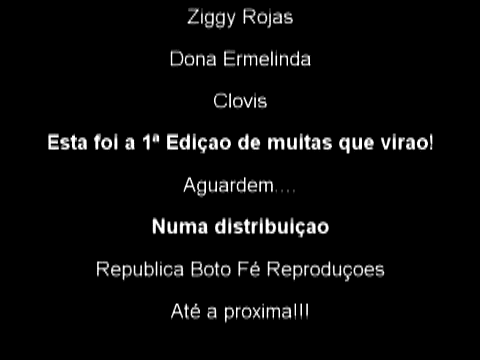 Ziggy Rojas
Dona Ermelinda
Clovis
Esta foi a 1ª Ediçao de muitas que virao!
Aguardem....
Numa distribuiçao
Republica Boto Fé Reproduçoes
Até a proxima!!!